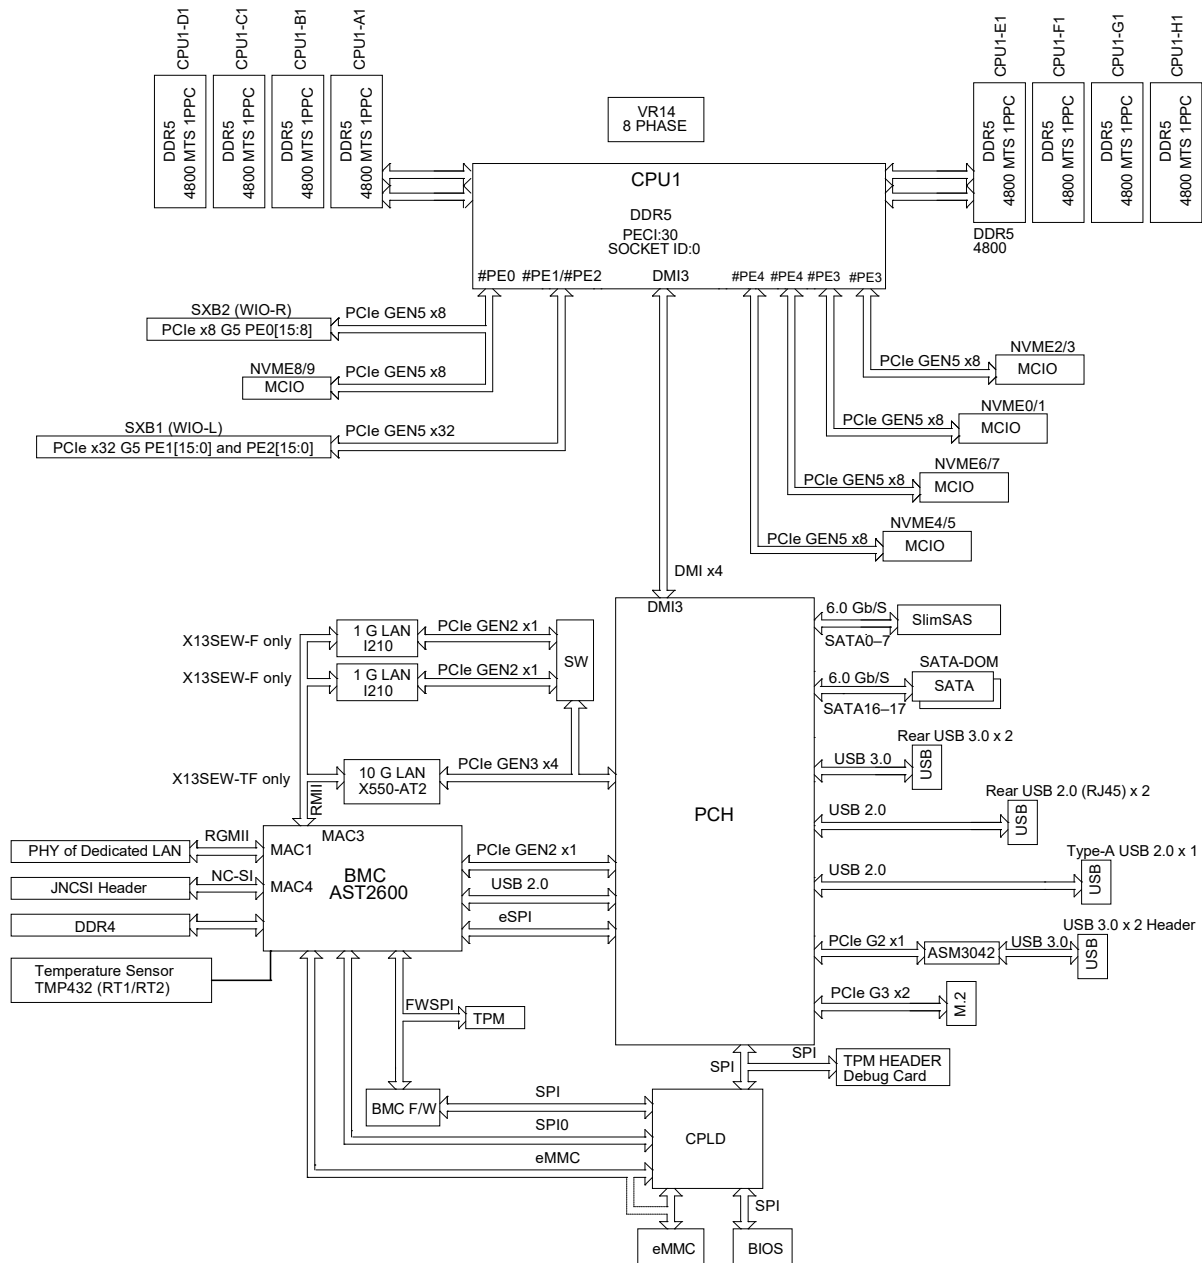 CPU1-D1
CPU1-C1
CPU1-B1
CPU1-A1
CPU1-E1
CPU1-F1
CPU1-G1
CPU1-H1
DDR5
4800 MTS 1PPC
DDR5
4800 MTS 1PPC
DDR5
4800 MTS 1PPC
DDR5
4800 MTS 1PPC
VR14
8 PHASE
DDR5
4800 MTS 1PPC
DDR5
4800 MTS 1PPC
DDR5
4800 MTS 1PPC
DDR5
4800 MTS 1PPC
CPU1
DDR5
PECI:30
SOCKET ID:0
DDR5
4800
#PE0
#PE1/#PE2
DMI3
#PE4
#PE4
#PE3
#PE3
SXB2 (WIO-R)
PCIe GEN5 x8
PCIe x8 G5 PE0[15:8]
NVME8/9
PCIe GEN5 x8
MCIO
SXB1 (WIO-L)
PCIe GEN5 x32
PCIe x32 G5 PE1[15:0] and PE2[15:0]
NVME2/3
PCIe GEN5 x8
MCIO
NVME0/1
PCIe GEN5 x8
MCIO
NVME6/7
PCIe GEN5 x8
MCIO
NVME4/5
PCIe GEN5 x8
MCIO
DMI x4
DMI3
X13SEW-F only
1 G LAN
I210
PCIe GEN2 x1
SW
X13SEW-F only
1 G LAN
I210
PCIe GEN2 x1
X13SEW-TF only
10 G LAN
X550-AT2
PCIe GEN3 x4
RMII
PCH
6.0 Gb/S
SlimSAS
SATA0–7
SATA-DOM
6.0 Gb/S
SATA
SATA16–17
Rear USB 3.0 x 2
USB 3.0
USB
Rear USB 2.0 (RJ45) x 2
USB 2.0
USB
Type-A USB 2.0 x 1
USB 2.0
USB
USB 3.0 x 2 Header
PCIe G2 x1
ASM3042
USB 3.0
USB
PCIe G3 x2
M.2
MAC3
PHY of Dedicated LAN
RGMII
MAC1
BMC
AST2600
PCIe GEN2 x1
JNCSI Header
NC-SI
MAC4
USB 2.0
DDR4
eSPI
Temperature Sensor
TMP432 (RT1/RT2)
FWSPI
TPM
SPI
SPI
TPM HEADER
Debug Card
BMC F/W
SPI
SPI0
eMMC
CPLD
SPI
eMMC
BIOS